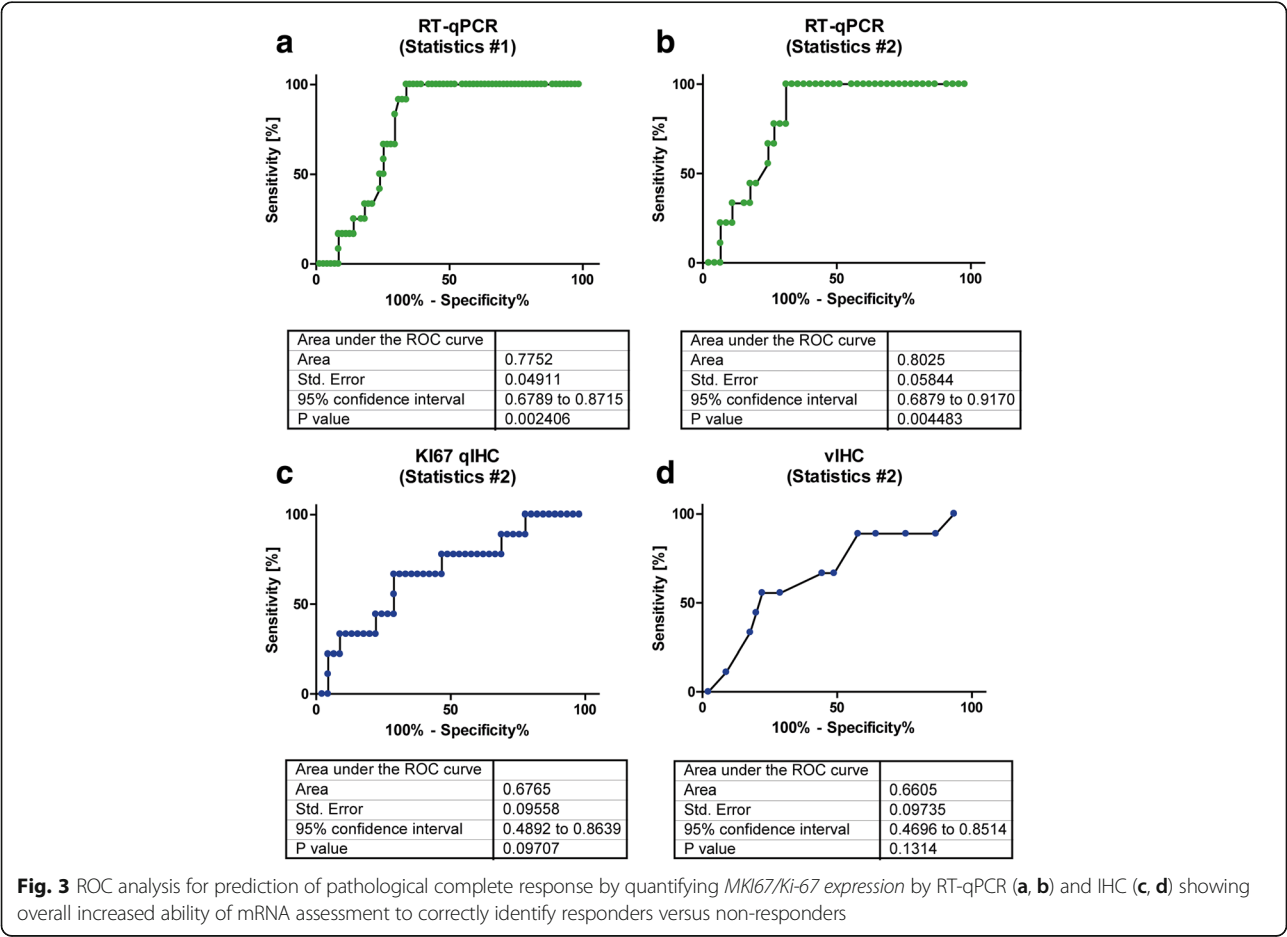 a
RT-qPCR
(Statistics #1)
Sensitivity [%]
100
50
0
0 50 100
100% - Specificity%
Area under the ROC curve
Area 0.7752
Std. Error 0.04911
95% confidence interval 0.6789 to 0.8715
P value 0.002406
b
RT-qPCR
(Statistics #2)
Sensitivity [%]
100
50
0
0 50 100
100% - Specificity%
Area under the ROC curve
Area 0.8025
Std. Error 0.05844
95% confidence interval 0.6879 to 0.9170
P value 0.004483
c
KI67 qIHC
(Statistics #2)
Sensitivity [%]
100
50
0
0 50 100
100% - Specificity%
Area under the ROC curve
Area 0.6765
Std. Error 0.09558
95% confidence interval 0.4892 to 0.8639
P value 0.09707
d
vIHC
(Statistics #2)
Sensitivity [%]
100
50
0
0 50 100
100% - Specificity%
Area under the ROC curve
Area 0.6605
Std. Error 0.09735
95% confidence interval 0.4696 to 0.8514
P value 0.1314
Fig. 3 ROC analysis for prediction of pathological complete response by quantifying MKI67/Ki-67 expression by RT-qPCR (a, b) and IHC (c, d) showing
overall increased ability of mRNA assessment to correctly identify responders versus non-responders